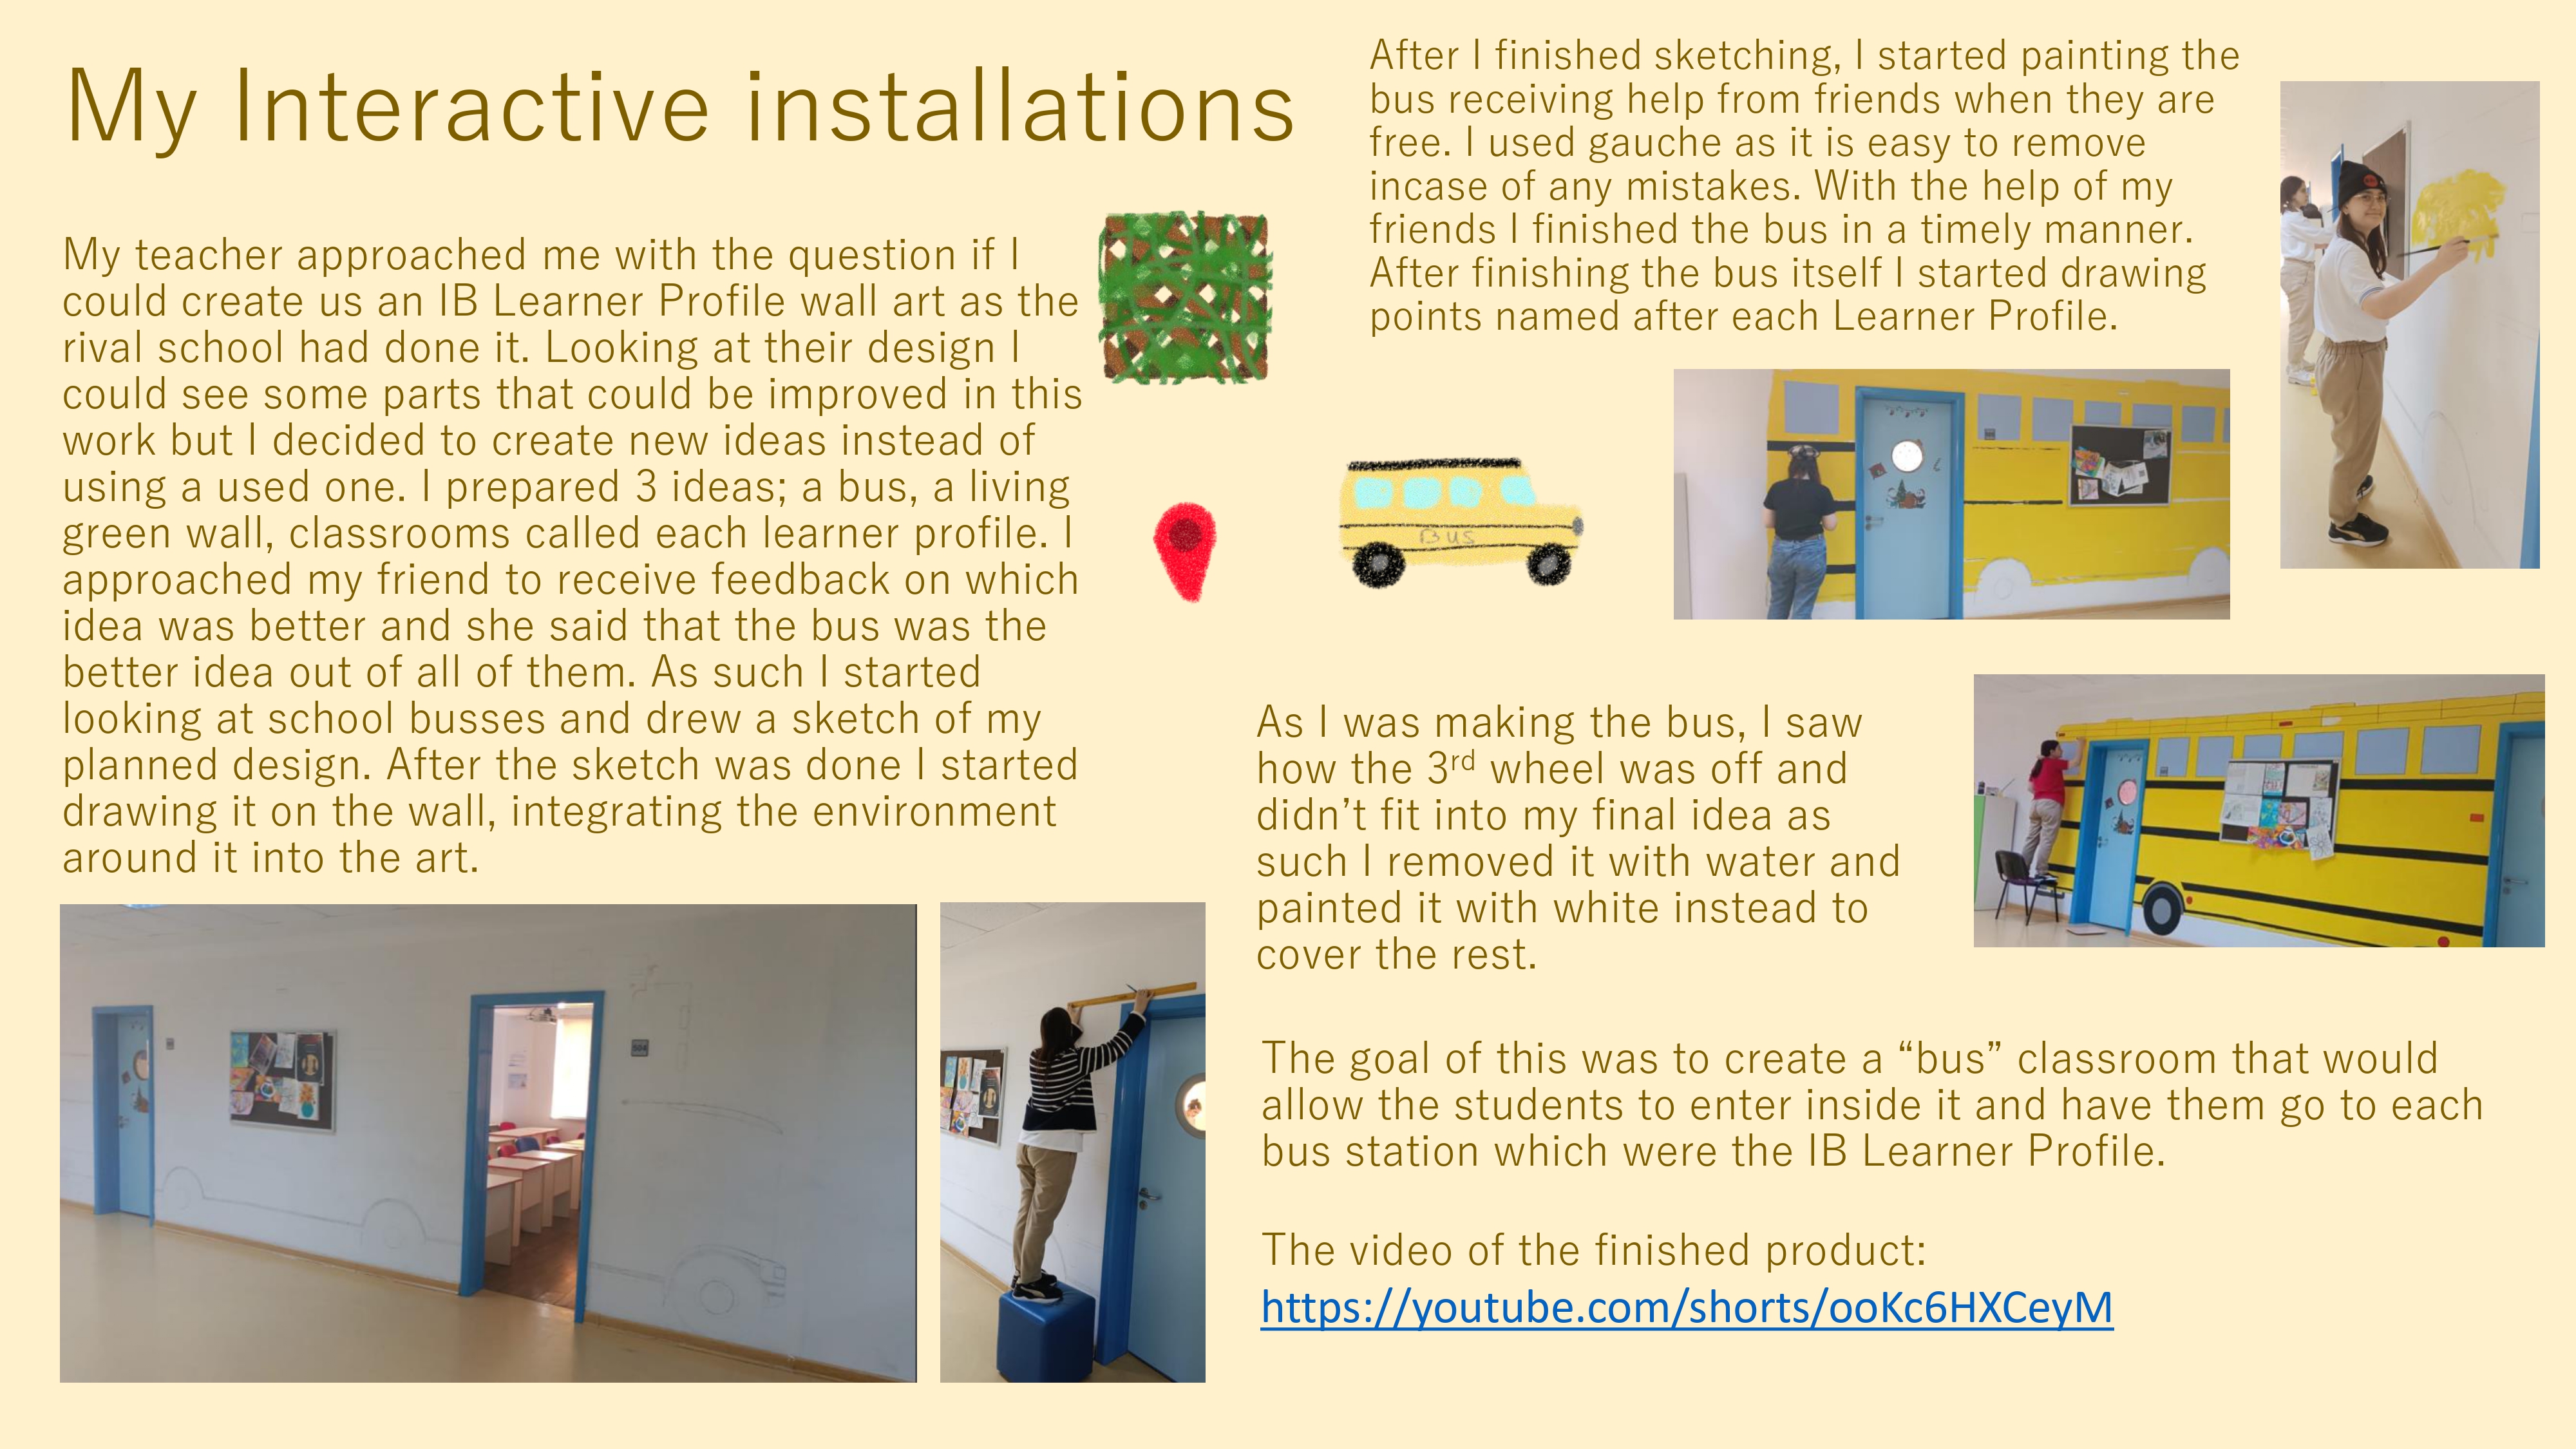 My Interactive installations
My teacher approached me with the question if I
could create us an IB Learner Profile wall art as the
rival school had done it. Looking at their design I
could see some parts that could be improved in this
work but I decided to create new ideas instead of
using a used one. I prepared 3 ideas; a bus, a living
green wall, classrooms called each learner profile. I
approached my friend to receive feedback on which
idea was better and she said that the bus was the
better idea out of all of them. As such I started
looking at school busses and drew a sketch of my
planned design. After the sketch was done I started
drawing it on the wall, integrating the environment
around it into the art.
After I finished sketching, I started painting the
bus receiving help from friends when they are
free. I used gauche as it is easy to remove
incase of any mistakes. With the help of my
friends I finished the bus in a timely manner.
After finishing the bus itself I started drawing
points named after each Learner Profile.
BUS
As I was making the bus, I saw
how the 3rd wheel was off and
didn’t fit into my final idea as
such I removed it with water and
painted it with white instead to
cover the rest.
The goal of this was to create a “bus” classroom that would
allow the students to enter inside it and have them go to each
bus station which were the IB Learner Profile.
The video of the finished product:
https://youtube.com/shorts/ooKc6HXCeyM